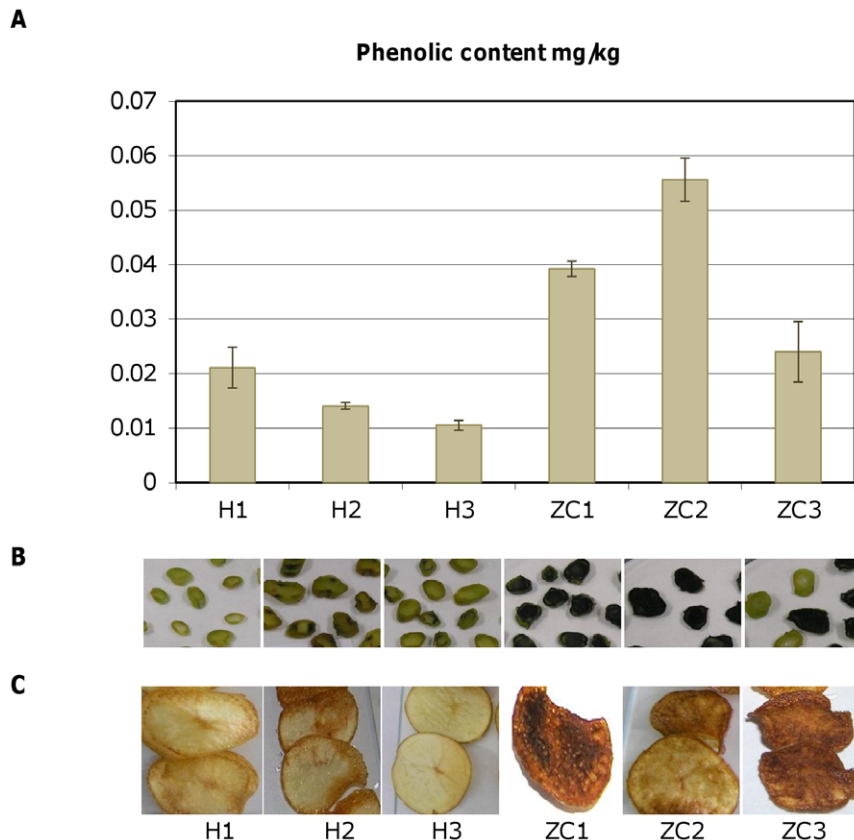 A
Phenolic content mg/kg
0.07
0.06
0.05
0.04
0.03
0.02
0.01
0
H1 H2 H3 ZC1 ZC2 ZC3
B
C
H1 H2 H3 ZC1 ZC2 ZC3